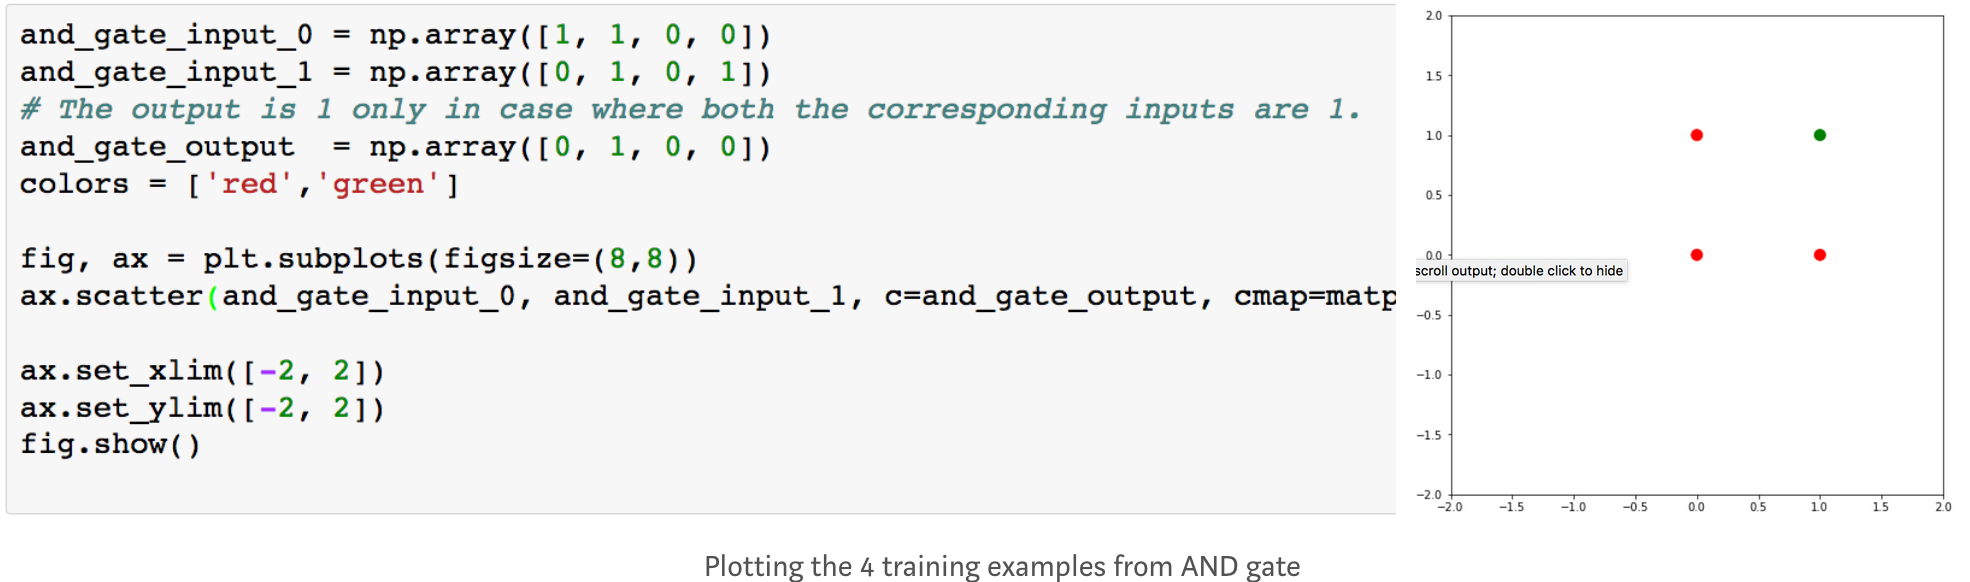 and_gate_input_0 = np.array([1, 1, 0, 0])
and_gate_input_1 = np.array([0, 1, 0, 1])
# The output is 1 only in case where both the corresponding inputs are 1.
and_gate_output  = np.array([0, 1, 0, 0])
colors = ['red','green']
fig, ax = plt.subplots(figsize=(8,8))
ax.scatter(and_gate_input_0, and_gate_input_1, c=and_gate_output, cmap=matp
ax.set_xlim([-2, 2])
ax.set_ylim([-2, 2])
fig.show()
2.0
1.5
1.0
0.5
0.0
scroll output; double click to hide
−0.5
−1.0
−1.5
−2.0
−2.0 −1.5 −1.0 −0.5 0.0 0.5 1.0 1.5 2.0
Plotting the 4 training examples from AND gate